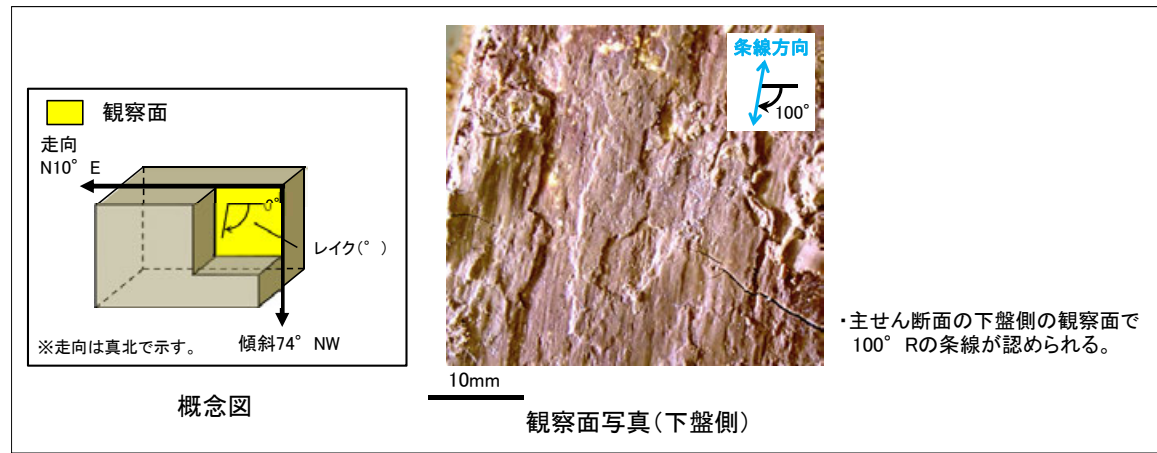 観察面
走向
N10°E
0°
レイク(°)
※走向は真北で示す。
傾斜74°NW
概念図
条線方向
100°
10mm
観察面写真(下盤側)
・主せん断面の下盤側の観察面で
100°Rの条線が認められる。